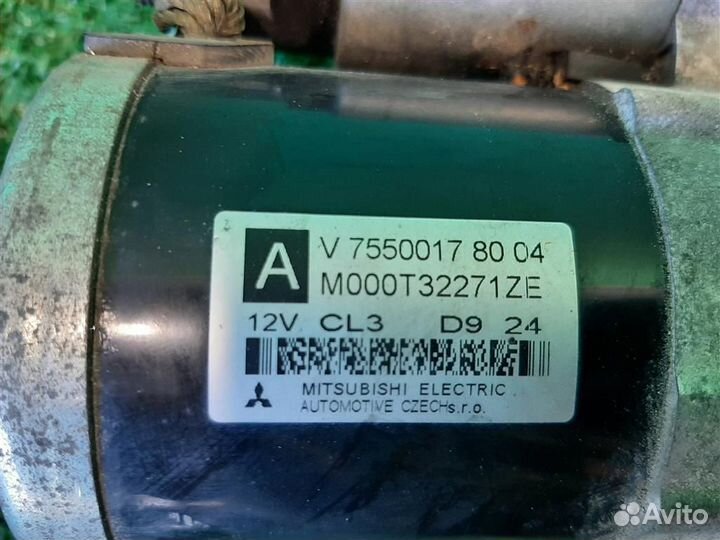 A V 7550017 80 04
M000T32271ZE
12V CL3 D9 24
MITSUBISHI ELECTRIC
AUTOMOTIVE CZECH s.r.o.
Avito